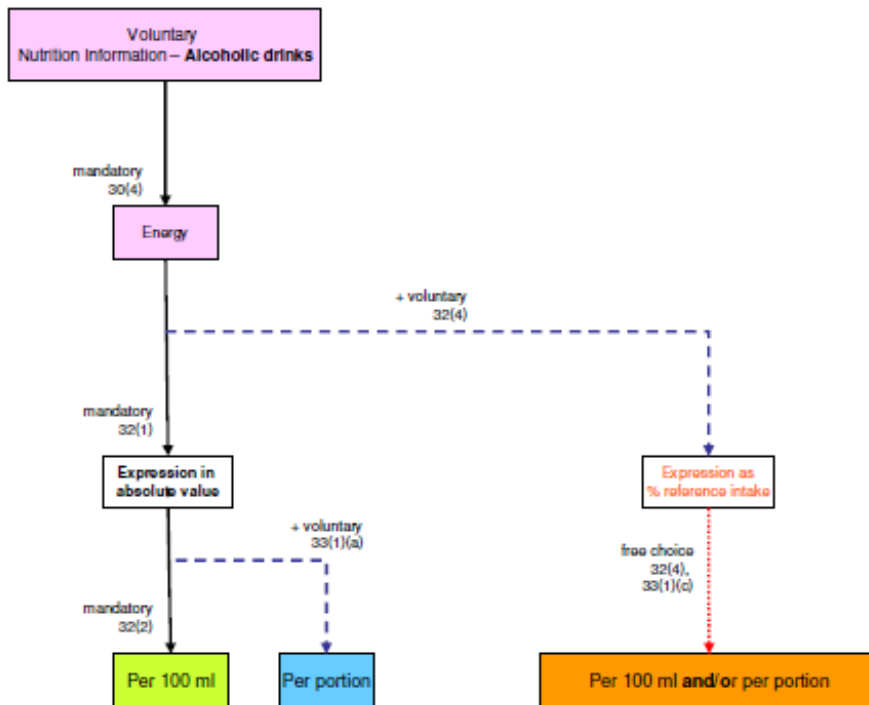 Voluntary
Nutrition Information – Alcoholic drinks
mandatory
30(4)
Energy
+ voluntary
32(4)
mandatory
32(1)
Expression in
absolute value
Expression as
% reference intake
+ voluntary
33(1)(a)
free choice
32(4),
33(1)(c)
mandatory
32(2)
Per 100 ml
Per portion
Per 100 ml and/or per portion